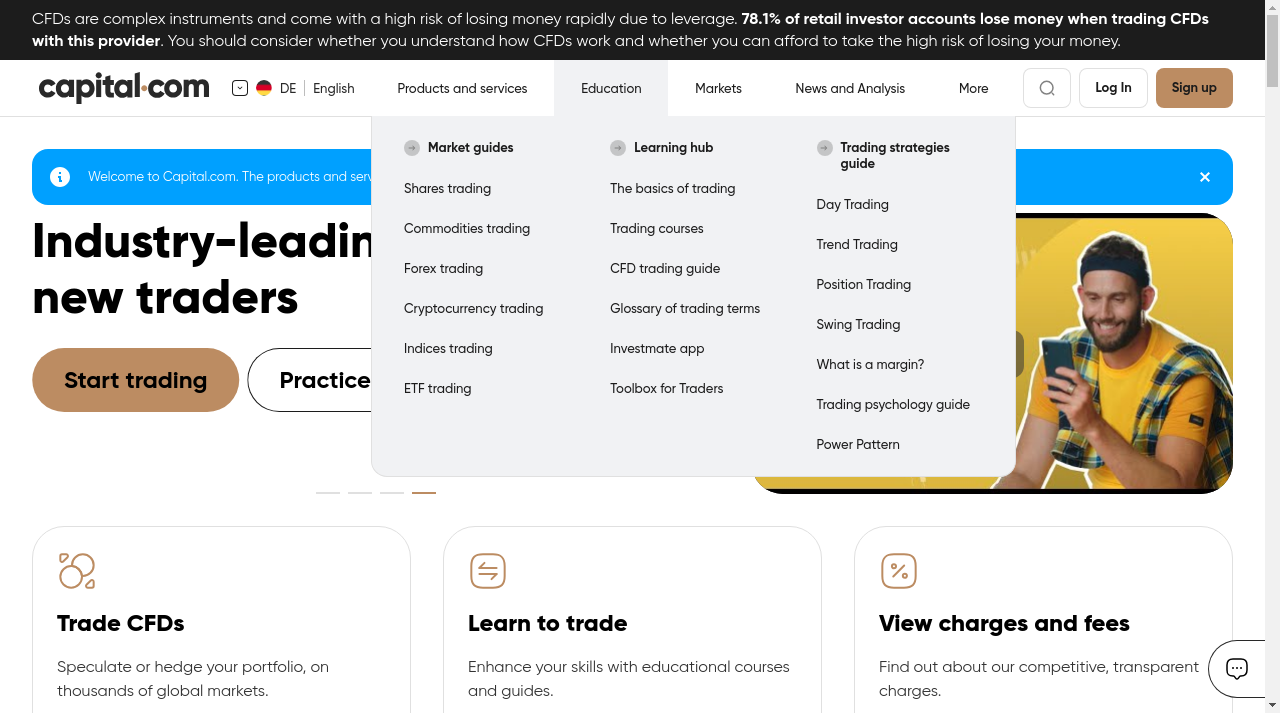 CFDs are complex instruments and come with a high risk of losing money rapidly due to leverage. 78.1% of retail investor accounts lose money when trading CFDs
with this provider. You should consider whether you understand how CFDs work and whether you can afford to take the high risk of losing your money.
capital.com
DE English
Products and services
Education
Markets
News and Analysis
More
Log In
Sign up
Market guides
Shares trading
Commodities trading
Forex trading
Cryptocurrency trading
Indices trading
ETF trading
Learning hub
The basics of trading
Trading courses
CFD trading guide
Glossary of trading terms
Investmate app
Toolbox for Traders
Trading strategies
guide
Day Trading
Trend Trading
Position Trading
Swing Trading
What is a margin?
Trading psychology guide
Power Pattern
Welcome to Capital.com. The products and serv
Industry-leadin
new traders
Start trading
Practice
Trade CFDs
Speculate or hedge your portfolio, on
thousands of global markets.
Learn to trade
Enhance your skills with educational courses
and guides.
View charges and fees
Find out about our competitive, transparent
charges.